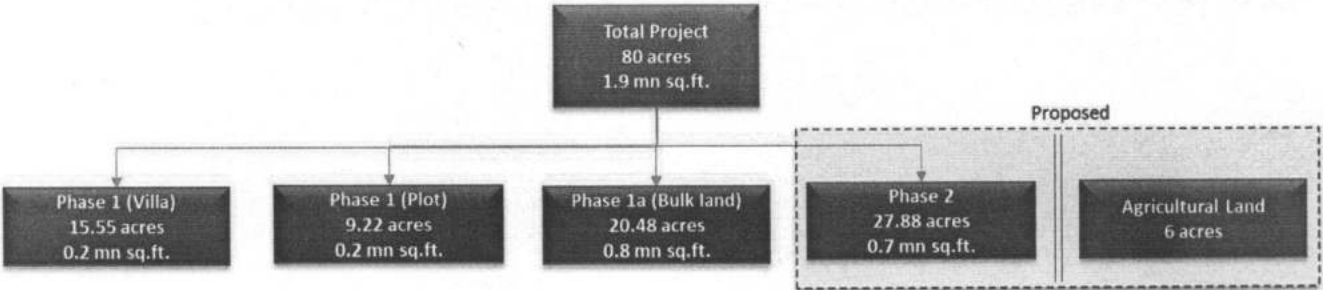 Total Project
80 acres
1.9 mn sq.ft.
Proposed
Phase 1 (Villa)
15.55 acres
0.2 mn sq.ft.
Phase 1 (Plot)
9.22 acres
0.2 mn sq.ft.
Phase 1a (Bulk land)
20.48 acres
0.8 mn sq.ft.
Phase 2
27.88 acres
0.7 mn sq.ft.
Agricultural Land
6 acres